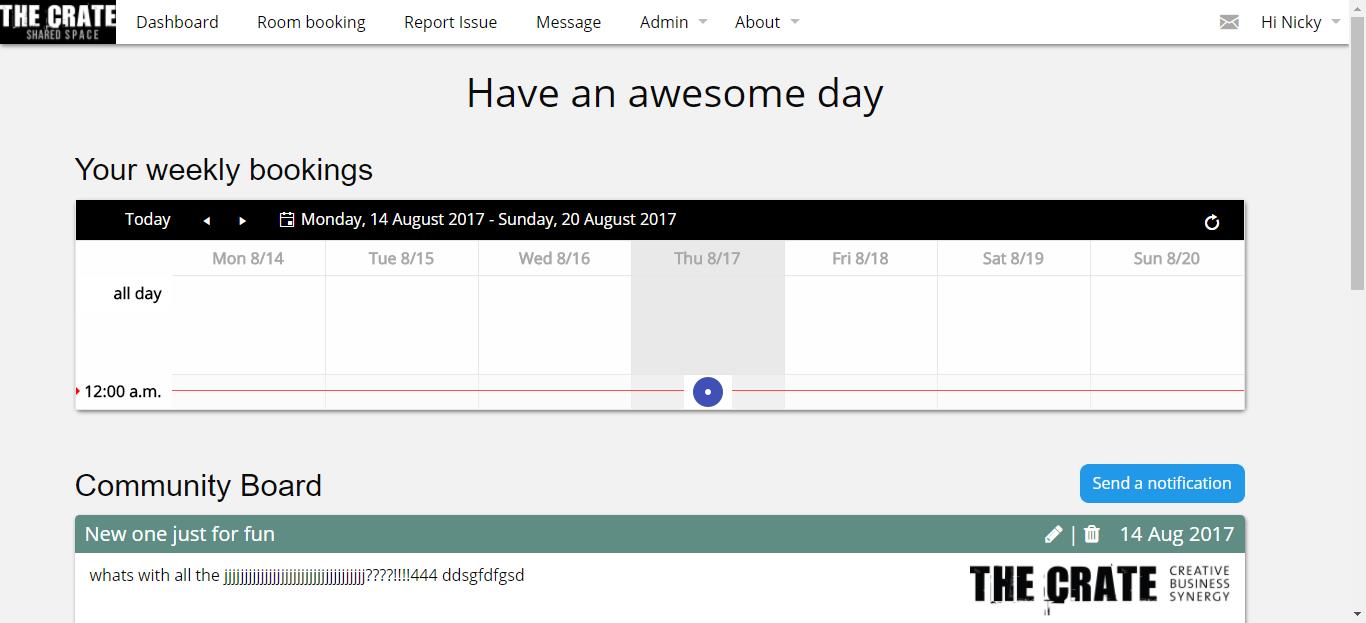 THE CRATE
SHARED SPACE
Dashboard Room booking Report Issue Message Admin About Hi Nicky
Have an awesome day
Your weekly bookings
Today Monday, 14 August 2017 - Sunday, 20 August 2017
Mon 8/14 Tue 8/15 Wed 8/16 Thu 8/17 Fri 8/18 Sat 8/19 Sun 8/20
all day
12:00 a.m.
Community Board
Send a notification
New one just for fun | 14 Aug 2017
whats with all the jjjjjjjjjjjjjjjjjjjjjjjjjjjjjjjjjjj????!!!!444 ddsgfdfgsd
THE CRATE
CREATIVE
BUSINESS
SYNERGY